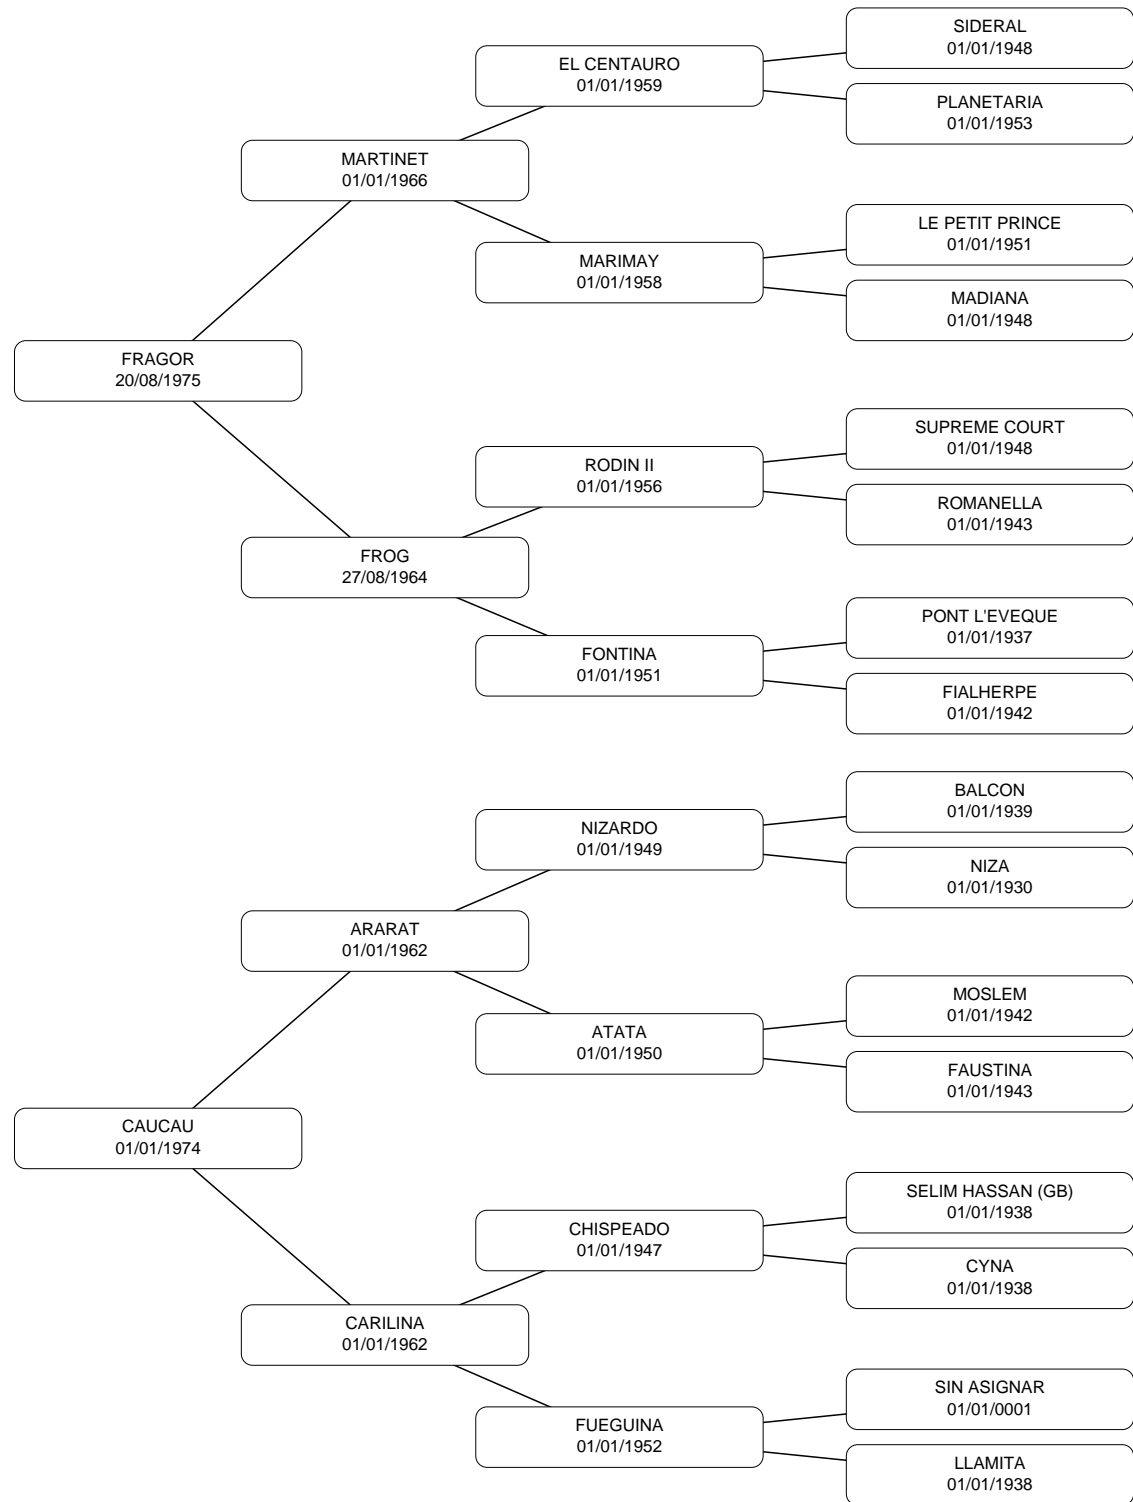 SIDERAL
01/01/1948
EL CENTAURO
01/01/1959
PLANETARIA
01/01/1953
MARTINET
01/01/1966
LE PETIT PRINCE
01/01/1951
MARIMAY
01/01/1958
MADIANA
01/01/1948
FRAGOR
20/08/1975
SUPREME COURT
01/01/1948
RODIN II
01/01/1956
ROMANELLA
01/01/1943
FROG
27/08/1964
PONT L'EVEQUE
01/01/1937
FONTINA
01/01/1951
FIALHERPE
01/01/1942
BALCON
01/01/1939
NIZARDO
01/01/1949
NIZA
01/01/1930
ARARAT
01/01/1962
MOSLEM
01/01/1942
ATATA
01/01/1950
FAUSTINA
01/01/1943
CAUCAU
01/01/1974
SELIM HASSAN (GB)
01/01/1938
CHISPEADO
01/01/1947
CYNA
01/01/1938
CARILINA
01/01/1962
SIN ASIGNAR
01/01/0001
FUEGUINA
01/01/1952
LLAMITA
01/01/1938